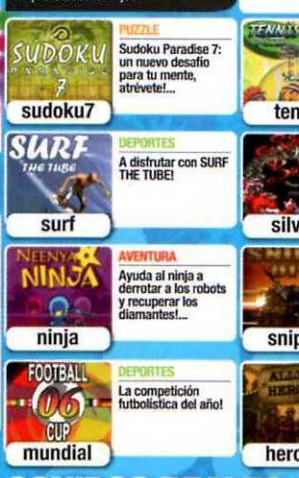 SUDOKU
PARADISE
7
sudoku7
PUZZLE
Sudoku Paradise 7:
un nuevo desafío
para tu mente,
atrévete!...
TENNIS
ten
SURF
THE TUBE
surf
DEPORTES
A disfrutar con SURF
THE TUBE!
silv
NEENYA
NINJA
ninja
AVENTURA
Ayuda al ninja a
derrotar a los robots
y recuperar los
diamantes!...
snip
FOOTBALL
06
CUP
mundial
DEPORTES
La competición
futbolística del año!
HERO
hero